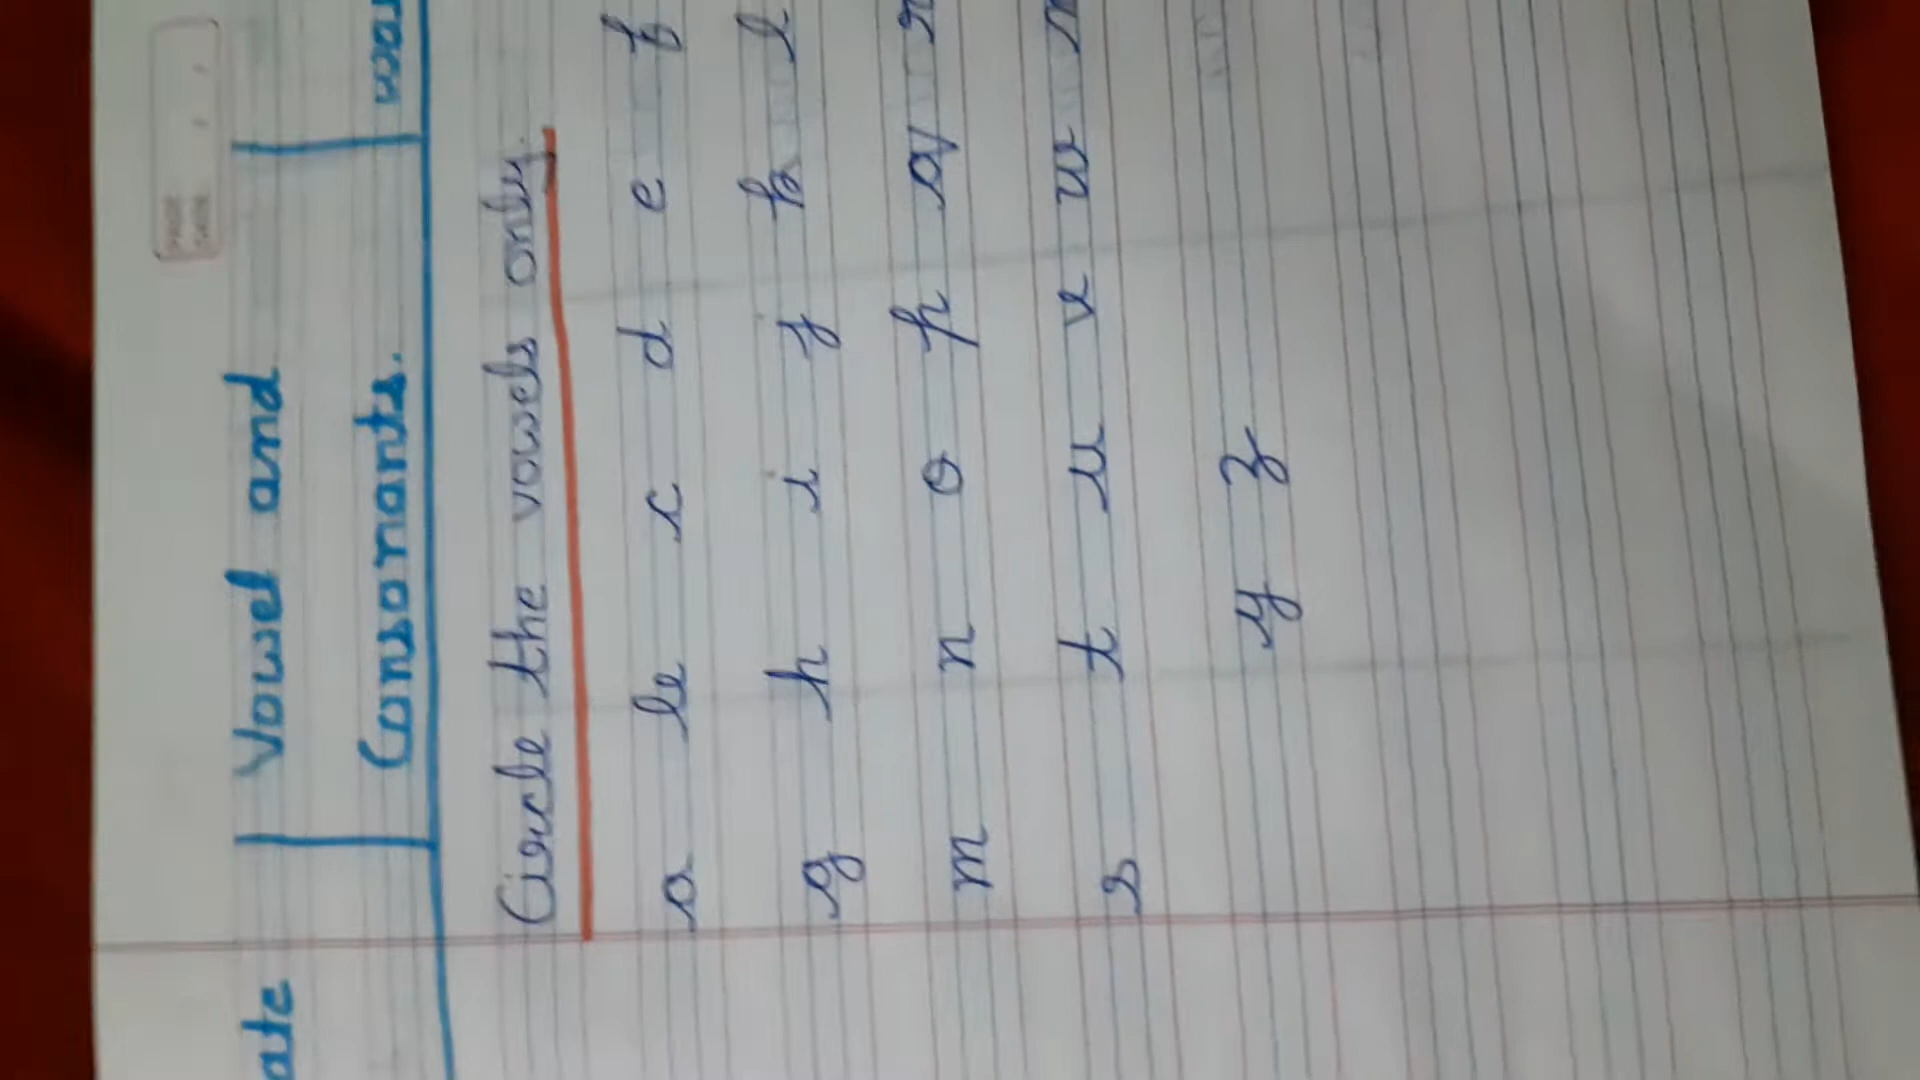 Vowel and
Consonants.
Circle the vowels only.
a b c d e f
g h i j k l
m n o p q r
s t u v w
y z